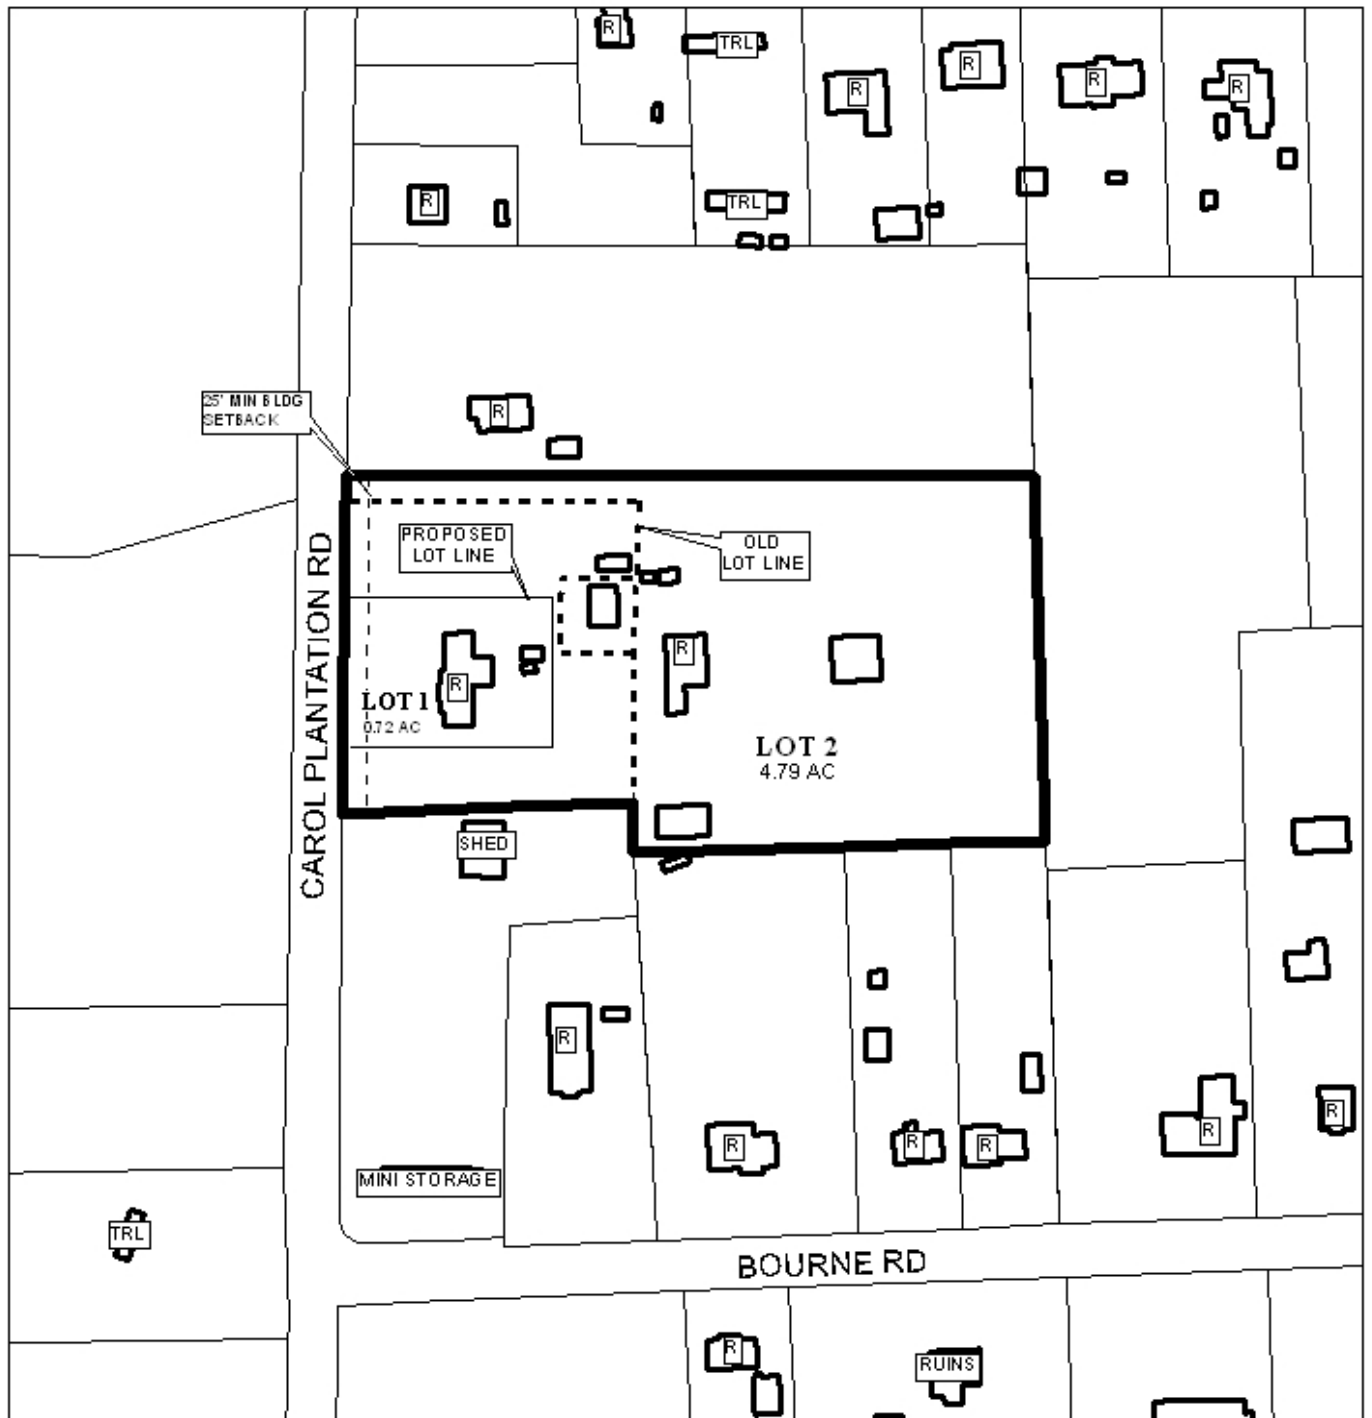 R
TRL
R
R
R
R
R
TRL
25' MIN BLDG
SETBACK
R
PROPOSED
LOT LINE
OLD
LOT LINE
CAROL PLANTATION RD
R
R
LOT 1
0.72 AC
LOT 2
4.79 AC
SHED
R
R
R
R
R
R
MINI STORAGE
TRL
BOURNE RD
R
RUINS